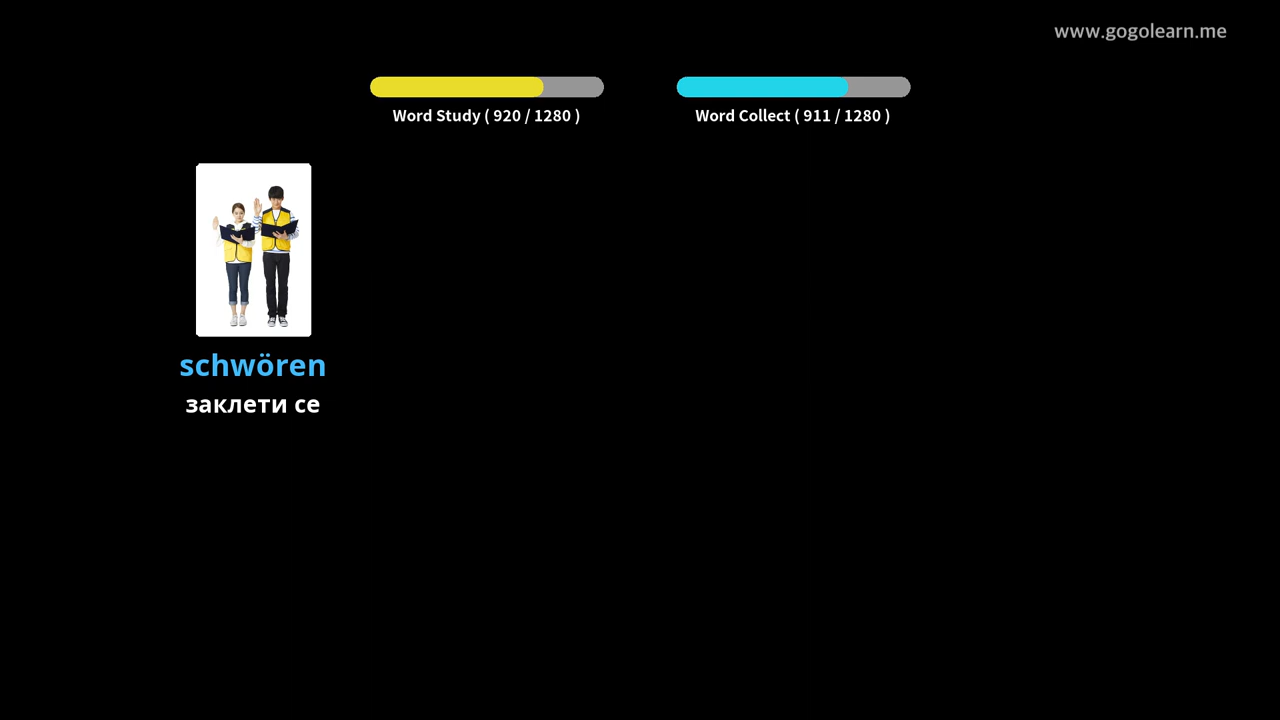 www.gogolearn.me
Word Study ( 920 / 1280 )
Word Collect ( 911 / 1280 )
schwören
заклети се